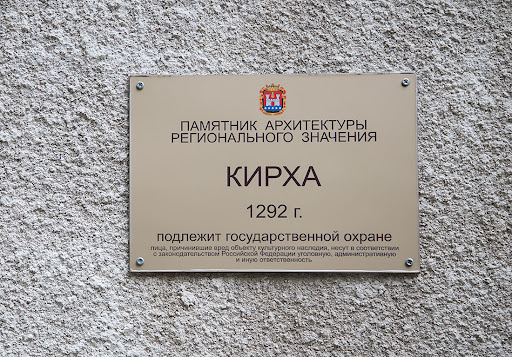 ПАМЯТНИК АРХИТЕКТУРЫ
РЕГИОНАЛЬНОГО ЗНАЧЕНИЯ
КИРХА
1292 г.
подлежит государственной охране
лица, причинившие вред объекту культурного наследия, несут в соответствии
с законодательством Российской Федерации уголовную, административную
и иную ответственность